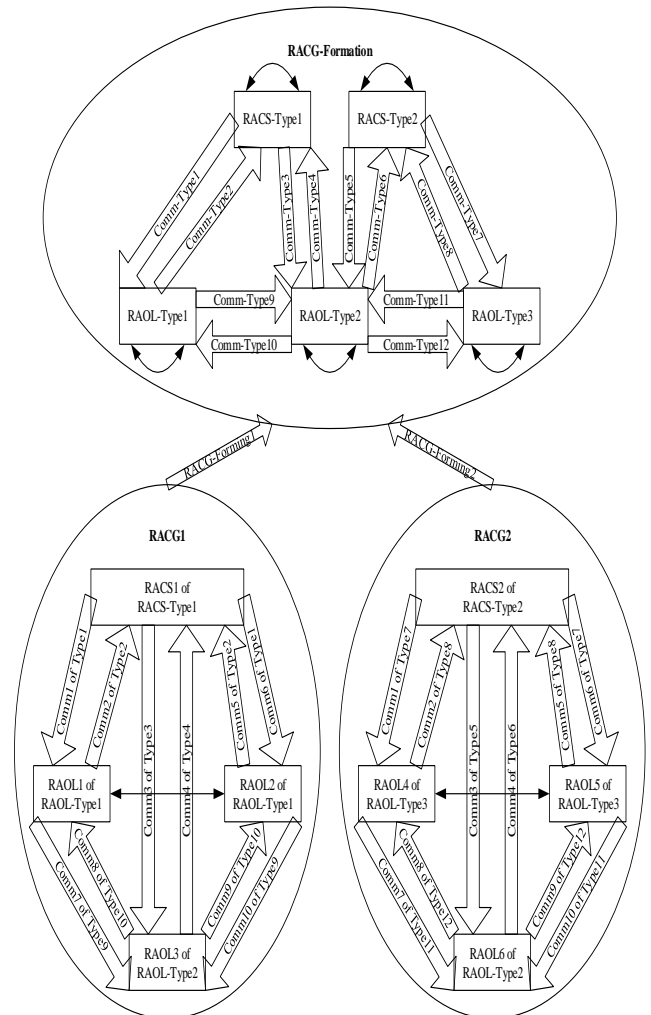 RACG-Formation
RACS-Type1
RACS-Type2
Comm-Type1
Comm-Type2
Comm-Type3
Comm-Type4
Comm-Type5
Comm-Type6
Comm-Type7
Comm-Type8
RAOL-Type1
Comm-Type9
Comm-Type10
RAOL-Type2
Comm-Type11
Comm-Type12
RAOL-Type3
RACG-Forming1
RACG-Forming2
RACG1
RACS1 of
RACS-Type1
Comm1 of Type1
Comm2 of Type2
Comm3 of Type3
Comm4 of Type4
Comm5 of Type2
Comm6 of Type1
RAOL1 of
RAOL-Type1
RAOL2 of
RAOL-Type1
Comm7 of Type9
Comm8 of Type10
Comm9 of Type10
Comm10 of Type9
RAOL3 of
RAOL-Type2
RACG2
RACS2 of
RACS-Type2
Comm1 of Type7
Comm2 of Type8
Comm3 of Type5
Comm4 of Type6
Comm5 of Type8
Comm6 of Type7
RAOL4 of
RAOL-Type3
RAOL5 of
RAOL-Type3
Comm7 of Type11
Comm8 of Type12
Comm9 of Type12
Comm10 of Type11
RAOL6 of
RAOL-Type2